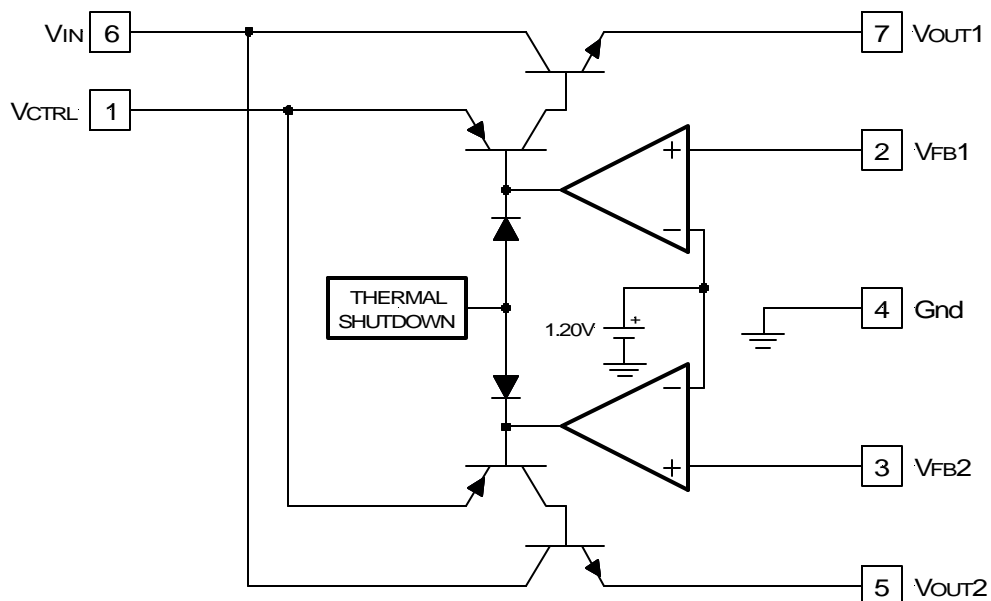 VIN 6
7 VOUT1
VCTRL 1
+
2 VFB1
−
THERMAL
SHUTDOWN
1.20V
+
4 Gnd
−
+
3 VFB2
5 VOUT2